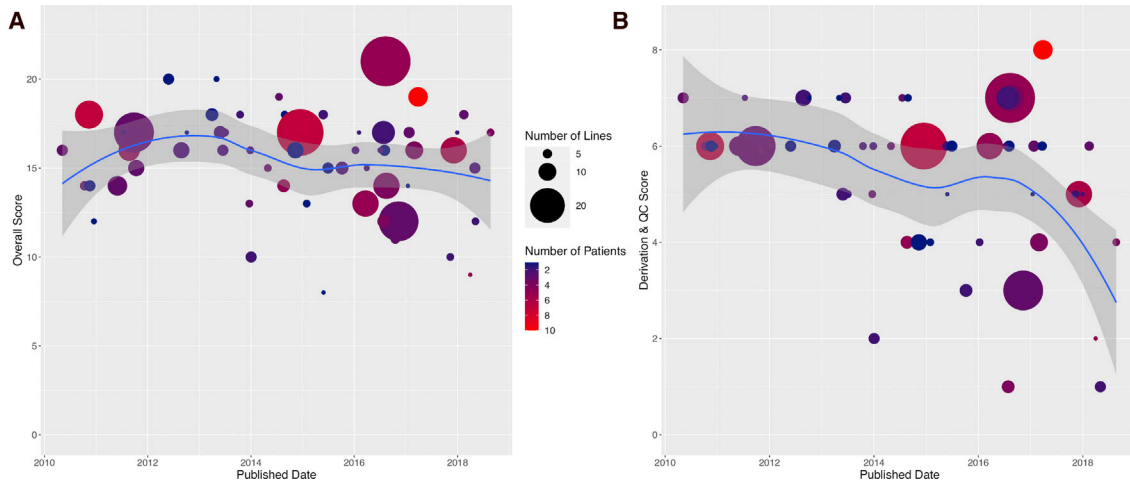 A
Overall Score
20
15
10
5
0
2010 2012 2014 2016 2018
Published Date
Number of Lines
5
10
20
Number of Patients
2
4
6
8
10
B
Derivation & QC Score
8
6
4
2
0
2010 2012 2014 2016 2018
Published Date